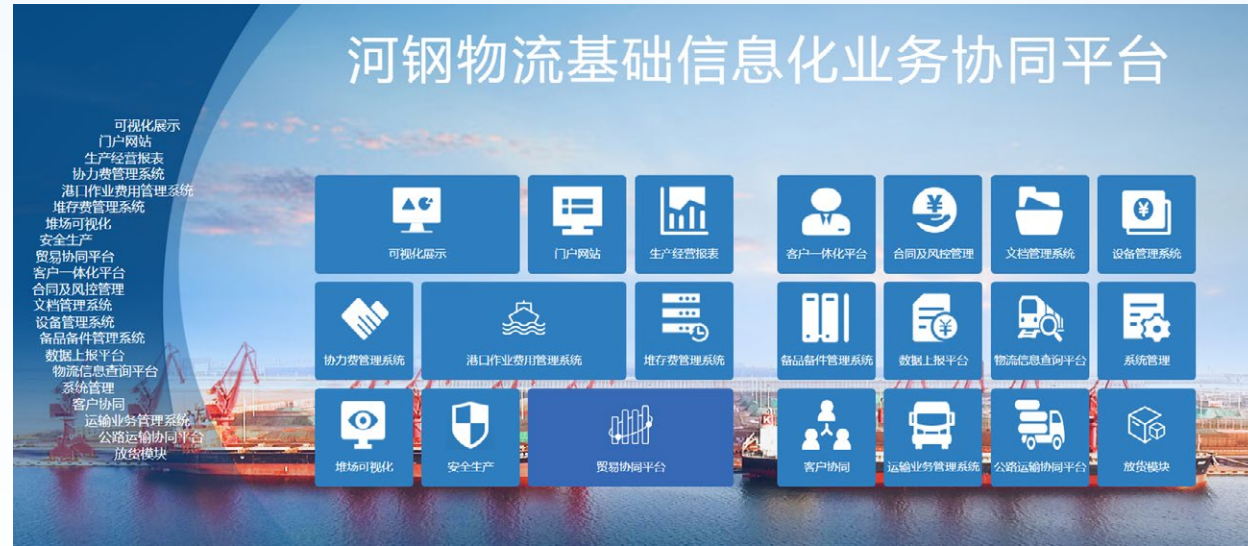 河钢物流基础信息化业务协同平台
可视化展示
门户网站
生产经营报表
协力费管理系统
港口作业费用管理系统
堆存费管理系统
堆场可视化
安全生产
贸易协同平台
客户一体化平台
合同及风控管理
文档管理系统
设备管理系统
备品备件管理系统
数据上报平台
物流信息查询平台
系统管理
客户协同
运输业务管理系统
公路运输协同平台
放货模块
可视化展示
门户网站
生产经营报表
客户一体化平台
合同及风控管理
文档管理系统
设备管理系统
协力费管理系统
港口作业费用管理系统
堆存费管理系统
备品备件管理系统
数据上报平台
物流信息查询平台
系统管理
堆场可视化
安全生产
贸易协同平台
客户协同
运输业务管理系统
公路运输协同平台
放货模块